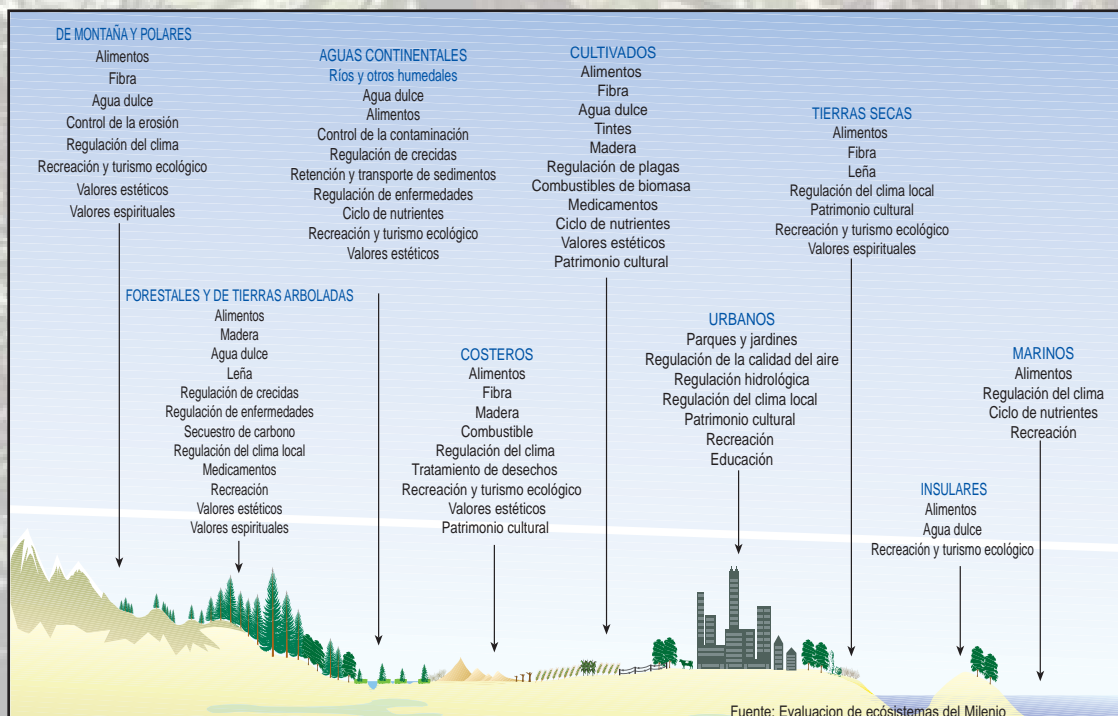 DE MONTAÑA Y POLARES
Alimentos
Fibra
Agua dulce
Control de la erosión
Regulación del clima
Recreación y turismo ecológico
Valores estéticos
Valores espirituales
AGUAS CONTINENTALES
Ríos y otros humedales
Agua dulce
Alimentos
Control de la contaminación
Regulación de crecidas
Retención y transporte de sedimentos
Regulación de enfermedades
Ciclo de nutrientes
Recreación y turismo ecológico
Valores estéticos
CULTIVADOS
Alimentos
Fibra
Agua dulce
Tintes
Madera
Regulación de plagas
Combustibles de biomasa
Medicamentos
Ciclo de nutrientes
Valores estéticos
Patrimonio cultural
TIERRAS SECAS
Alimentos
Fibra
Leña
Regulación del clima local
Patrimonio cultural
Recreación y turismo ecológico
Valores espirituales
FORESTALES Y DE TIERRAS ARBOLADAS
Alimentos
Madera
Agua dulce
Leña
Regulación de crecidas
Regulación de enfermedades
Secuestro de carbono
Regulación del clima local
Medicamentos
Recreación
Valores estéticos
Valores espirituales
COSTEROS
Alimentos
Fibra
Madera
Combustible
Regulación del clima
Tratamiento de desechos
Recreación y turismo ecológico
Valores estéticos
Patrimonio cultural
URBANOS
Parques y jardines
Regulación de la calidad del aire
Regulación hidrológica
Regulación del clima local
Patrimonio cultural
Recreación
Educación
MARINOS
Alimentos
Regulación del clima
Ciclo de nutrientes
Recreación
INSULARES
Alimentos
Agua dulce
Recreación y turismo ecológico
Fuente: Evaluacion de ecósistemas del Milenio